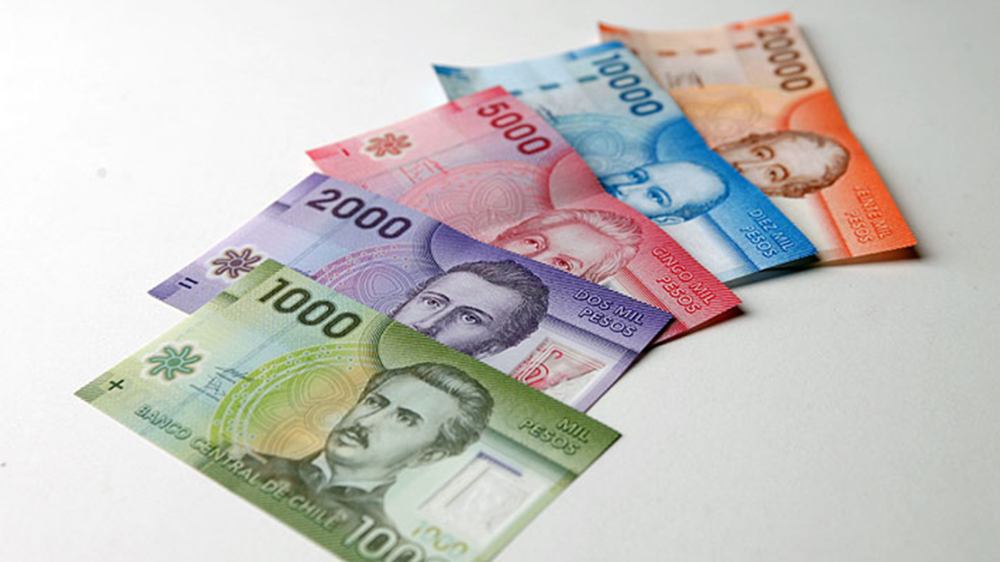 20000
VEINTE MIL
PESOS
10000
DIEZ MIL
PESOS
5000
CINCO MIL
PESOS
2000
DOS MIL
PESOS
1000
MIL
PESOS
BANCO CENTRAL DE CHILE
1000
1000